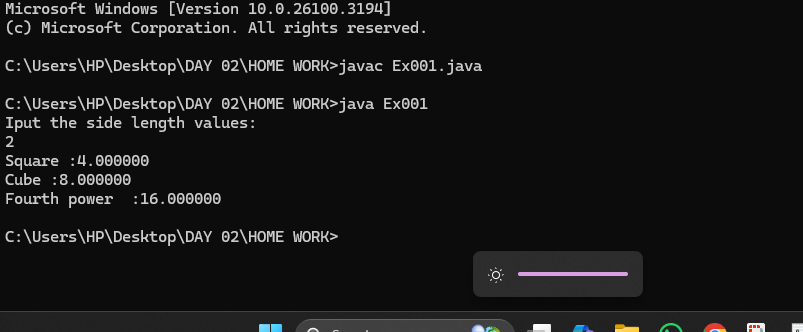 Microsoft Windows [Version 10.0.26100.3194]
(c) Microsoft Corporation. All rights reserved.
C:\Users\HP\Desktop\DAY 02\HOME WORK>javac Ex001.java
C:\Users\HP\Desktop\DAY 02\HOME WORK>java Ex001
Iput the side length values:
2
Square :4.000000
Cube :8.000000
Fourth power  :16.000000
C:\Users\HP\Desktop\DAY 02\HOME WORK>